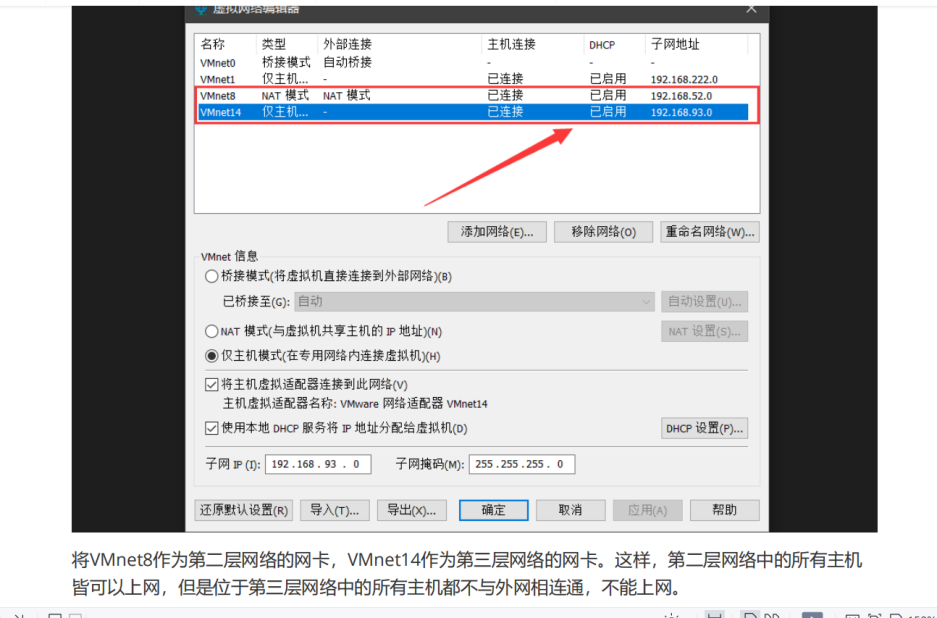 虚拟网络编辑器
名称 类型 外部连接 主机连接 DHCP 子网地址
VMnet0 桥接模式 自动桥接 - - -
VMnet1 仅主机... - 已连接 已启用 192.168.222.0
VMnet8 NAT 模式 NAT 模式 已连接 已启用 192.168.52.0
VMnet14 仅主机... - 已连接 已启用 192.168.93.0
添加网络(E)... 移除网络(O) 重命名网络(W)...
VMnet 信息
桥接模式(将虚拟机直接连接到外部网络)(B)
已桥接至(G): 自动 自动设置(U)...
NAT 模式(与虚拟机共享主机的 IP 地址)(N) NAT 设置(S)...
仅主机模式(在专用网络内连接虚拟机)(H)
将主机虚拟适配器连接到此网络(V)
主机虚拟适配器名称: VMware 网络适配器 VMnet14
使用本地 DHCP 服务将 IP 地址分配给虚拟机(D) DHCP 设置(P)...
子网 IP (I): 192 . 168 . 93 . 0 子网掩码(M): 255 . 255 . 255 . 0
还原默认设置(R) 导入(T)... 导出(X)... 确定 取消 应用(A) 帮助
将VMnet8作为第二层网络的网卡，VMnet14作为第三层网络的网卡。这样，第二层网络中的所有主机
皆可以上网，但是位于第三层网络中的所有主机都不与外网相连通，不能上网。